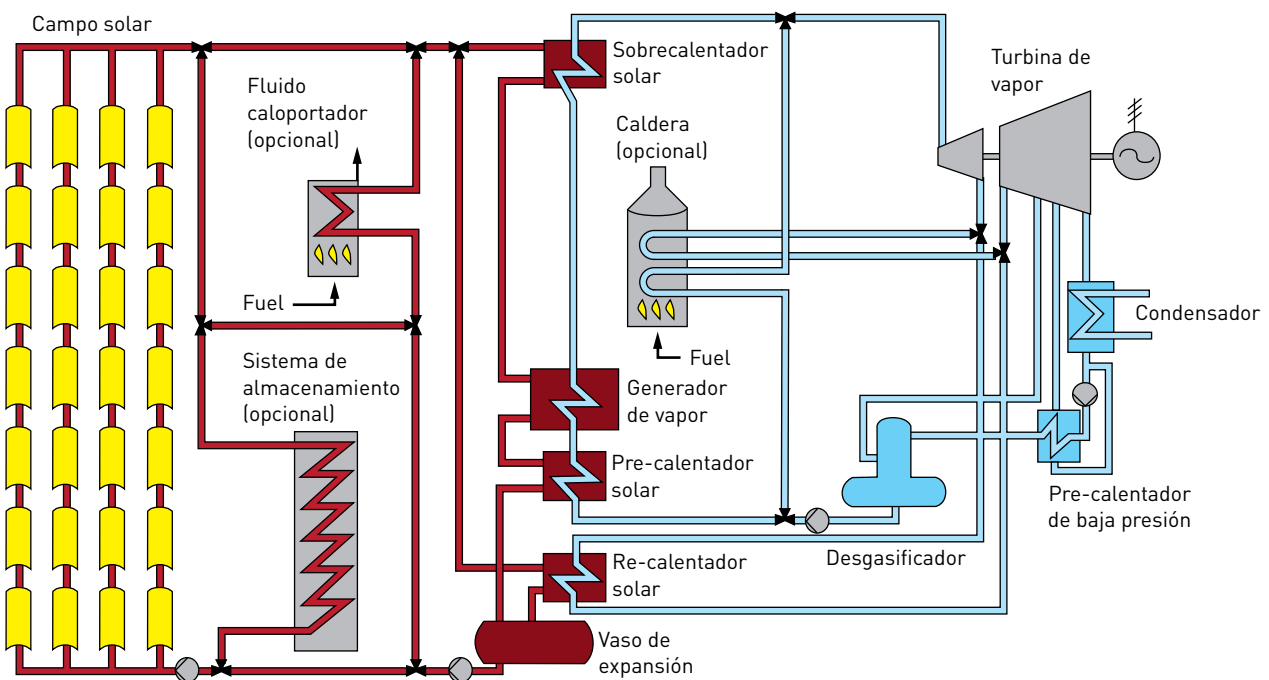 Campo solar
Fluido
caloportador
(opcional)
Fuel
Sistema de
almacenamiento
(opcional)
Sobrecalentador
solar
Caldera
(opcional)
Fuel
Generador
de vapor
Pre-calentador
solar
Re-calentador
solar
Vaso de
expansión
Turbina de
vapor
Condensador
Pre-calentador
de baja presión
Desgasificador